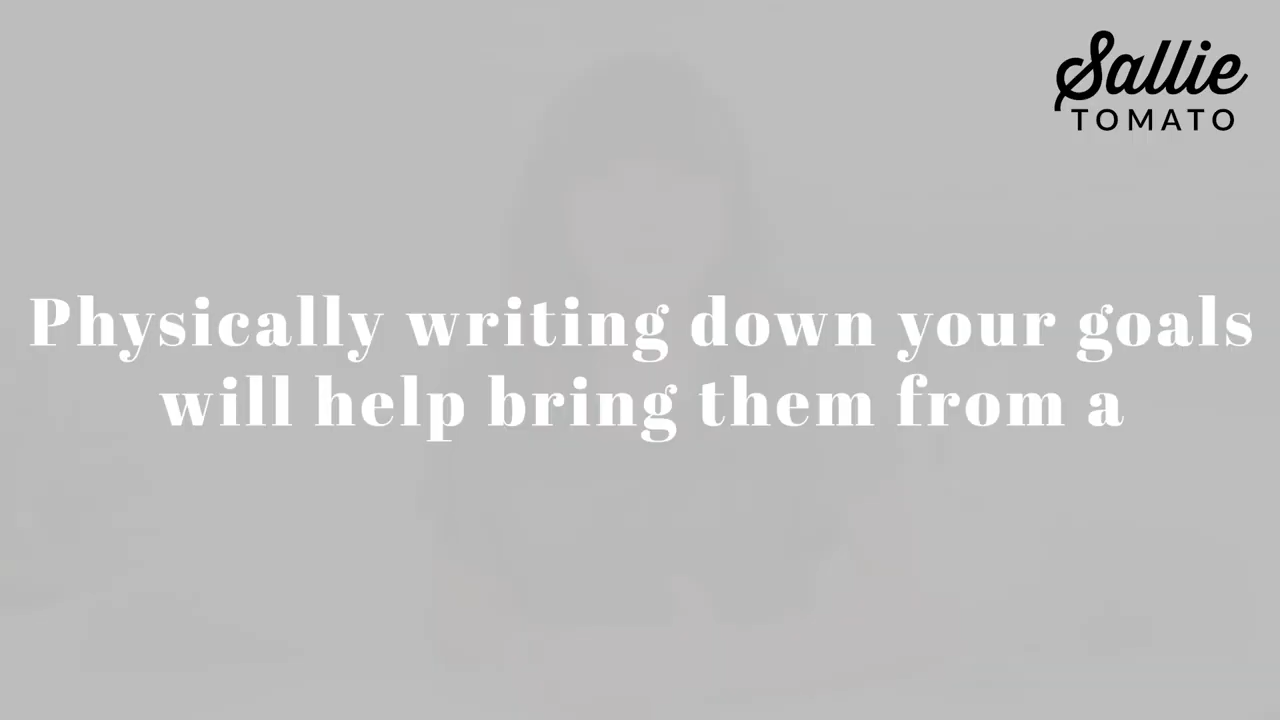 Sallie
TOMATO
Physically writing down your goals
will help bring them from a